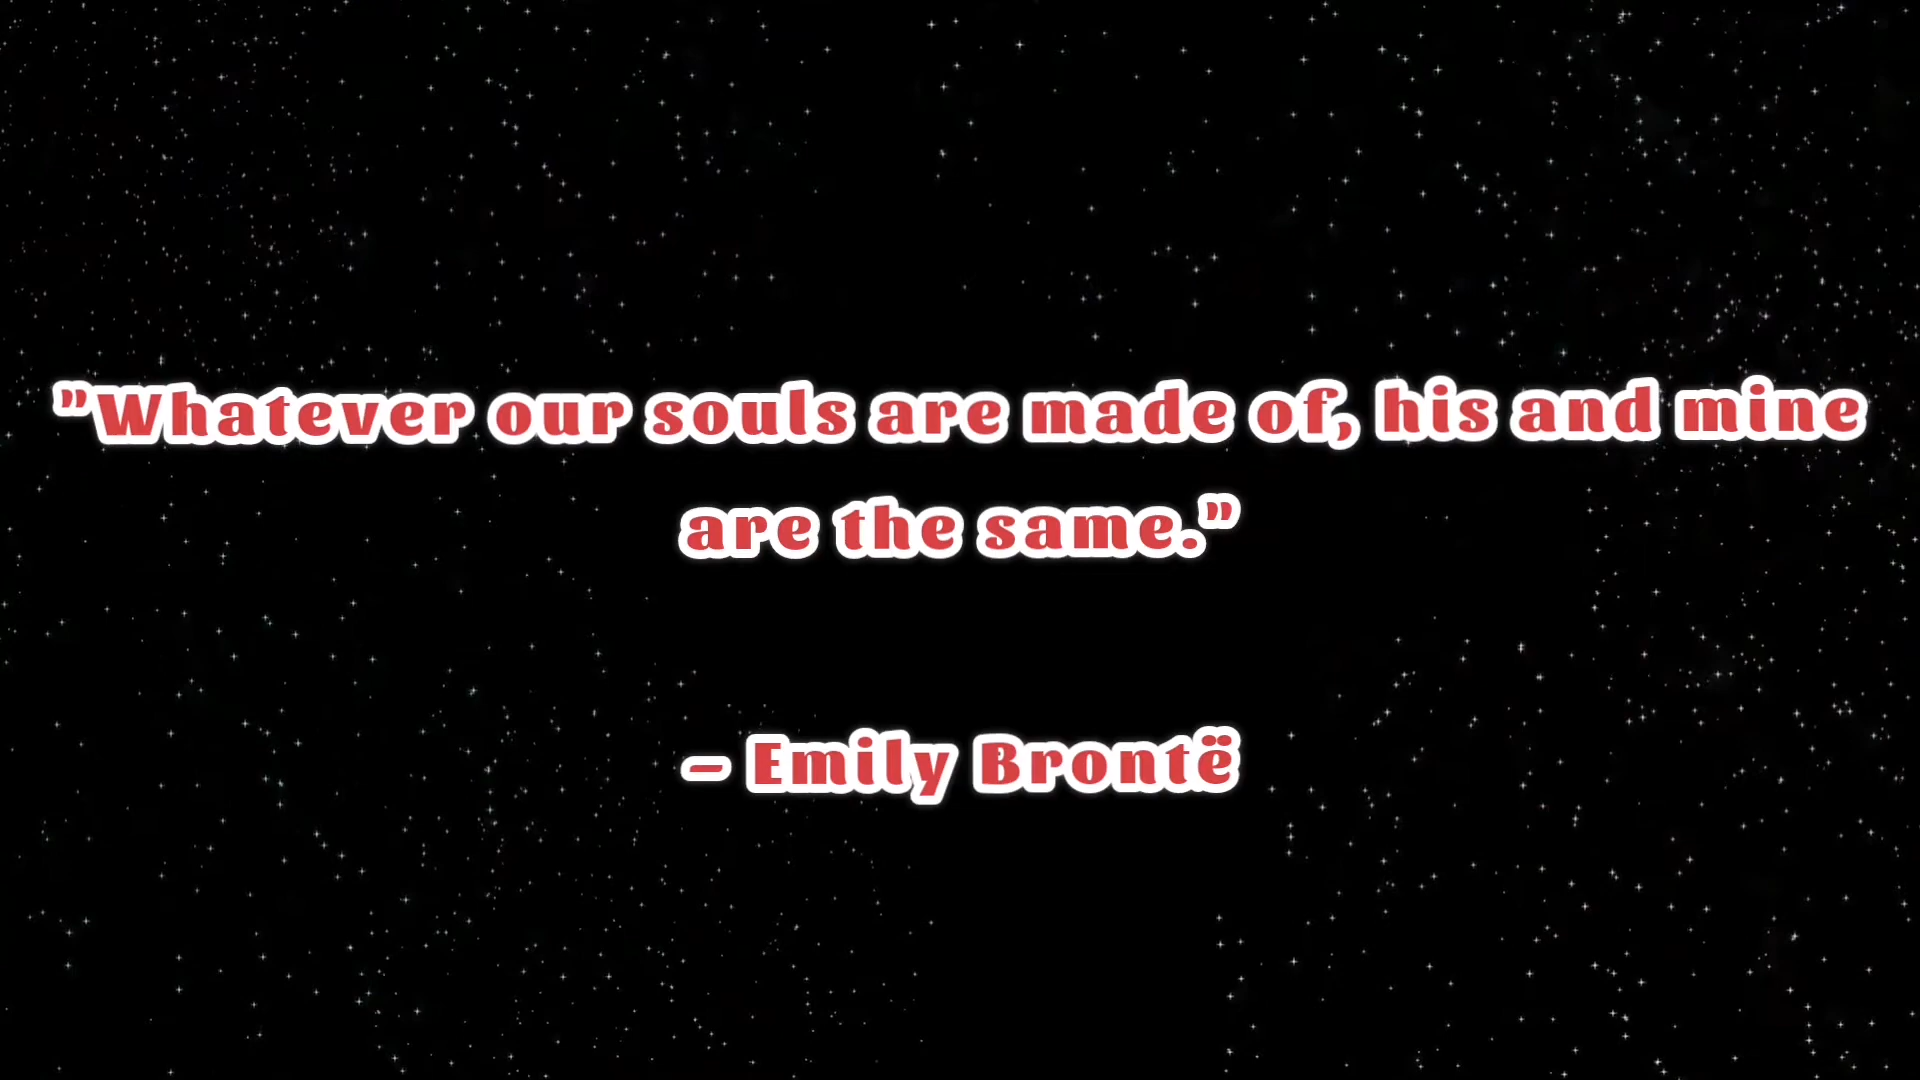 "Whatever our souls are made of, his and mine
are the same."
– Emily Brontë